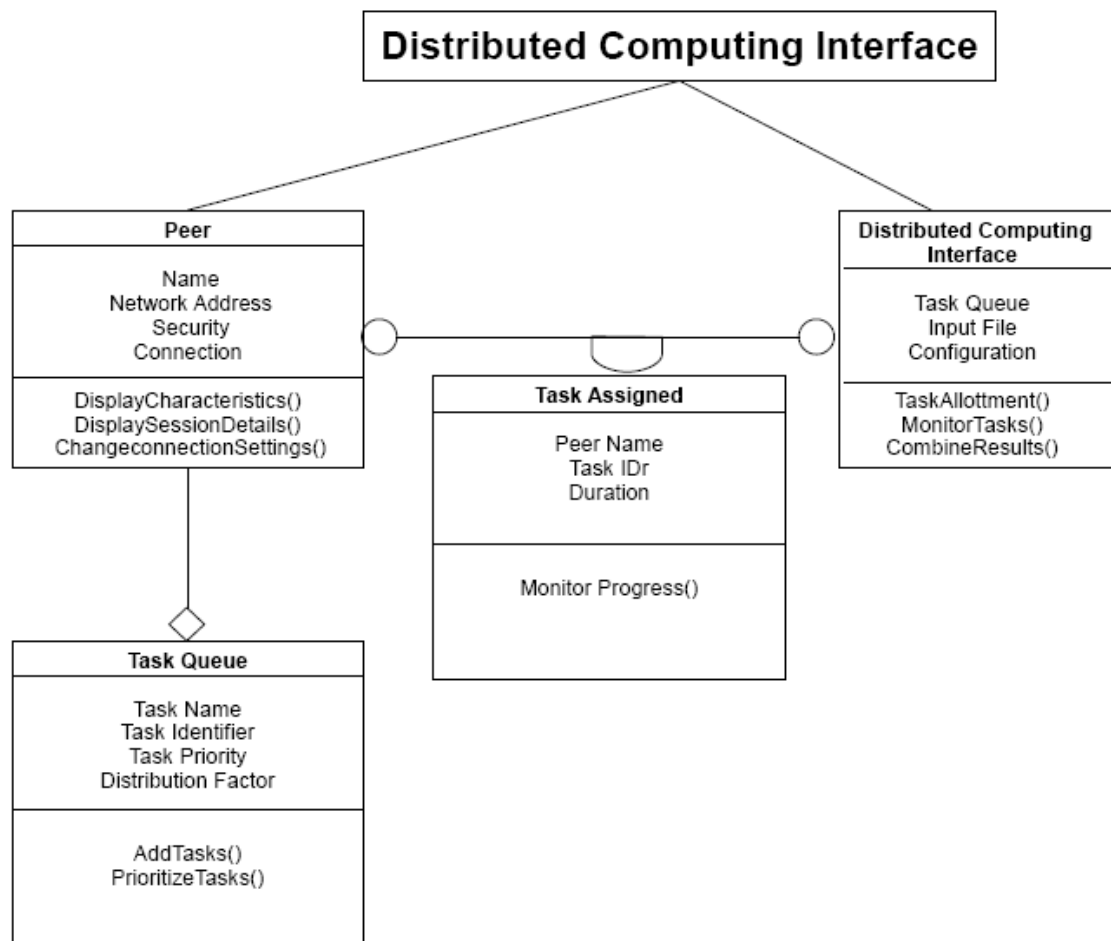 Distributed Computing Interface
Peer
Name
Network Address
Security
Connection
DisplayCharacteristics()
DisplaySessionDetails()
ChangeconnectionSettings()
Distributed Computing
Interface
Task Queue
Input File
Configuration
TaskAllottment()
MonitorTasks()
CombineResults()
Task Assigned
Peer Name
Task IDr
Duration
Monitor Progress()
Task Queue
Task Name
Task Identifier
Task Priority
Distribution Factor
AddTasks()
PrioritizeTasks()